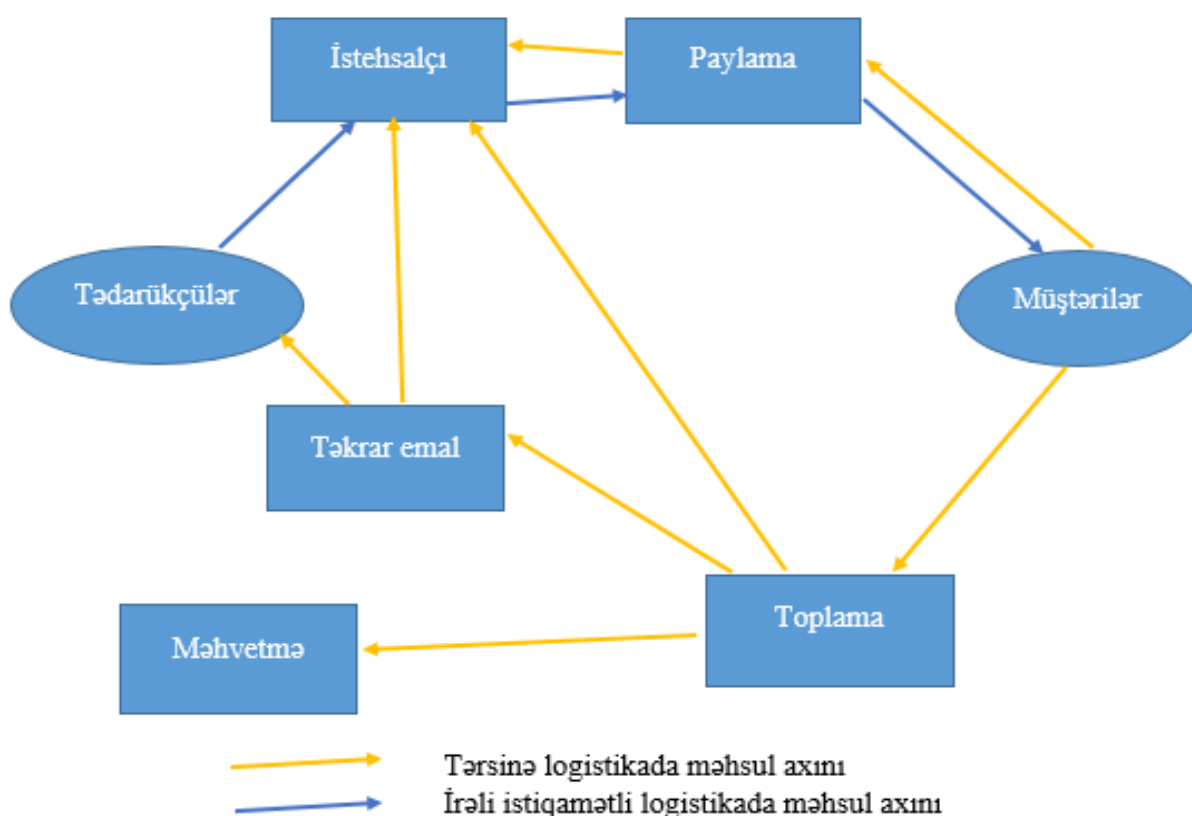 İstehsalçı
Paylama
Tədarükçülər
Müştərilər
Təkrar emal
Toplama
Məhvetmə
Tərsinə logistikada məhsul axını
İrəli istiqamətli logistikada məhsul axını